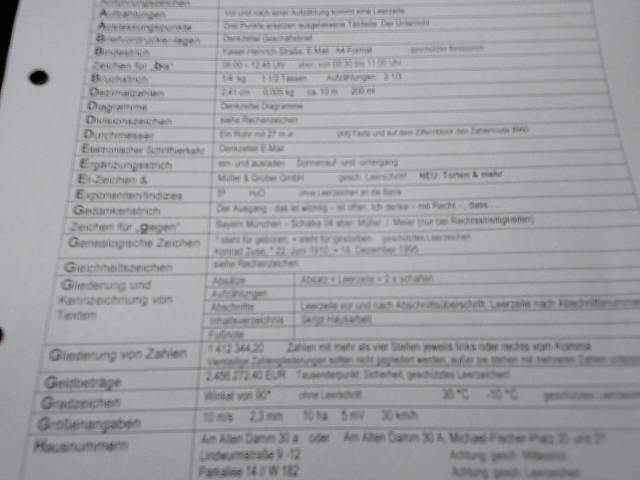 Anführungszeichen
Aufzählungen Vor und nach einer Aufzählung kommt eine Leerzeile.
Auslassungspunkte Drei Punkte ersetzen ausgelassene Textteile. Der Unterricht ...
Briefvordrucke/-lagen Denkzettel Geschäftsbrief
Bindestrich Kaiser-Heinrich-Straße, E-Mail A4-Format geschützter
Zeichen für „bis“ 08:00 – 12:45 Uhr aber: von 09:30 bis 11:00 Uhr
Bruchstrich 1/4 kg 1 1/2 Tassen Aufzählungen 2 1/3
Dezimalzahlen 2,41 cm 0,005 kg ca. 10 m 200 ml
Diagramme Denkzettel Diagramme
Divisionszeichen siehe Rechenzeichen
Durchmesser Ein Rohr mit 27 m ø (Alt)-Taste und auf dem Ziffernblock den Zahlencode
Elektronischer Schriftverkehr Denkzettel E-Mail
Ergänzungsstrich ein- und ausladen Sonnenauf- und -untergang
Et-Zeichen & Müller & Gruber GmbH gesch. Leerschritt NEU: Torten & mehr
Exponenten/Indizes H₂O ohne Leerzeichen an die Basis
Gedankenstrich Der Ausgang - das ist wichtig – ist offen. Ich denke – mit Recht -, dass ...
Zeichen für „gegen“ Bayern München – Schalke 04 aber: Müller ./. Meier (nur bei Rechtsstreitigkeiten)
Genealogische Zeichen * steht für geboren, + steht für gestorben geschütztes Leerzeichen
Konrad Zuse, * 22. Juni 1910, + 18. Dezember 1995
Gleichheitszeichen siehe Rechenzeichen
Gliederung und Absätze Absatz = Leerzeile = 2 x schalten
Kennzeichnung von Aufzählungen
Texten Abschnitte Leerzeile vor und nach Abschnittsüberschrift, Leerzeile nach
Inhaltsverzeichnis Skript Hausarbeit
Fußnote
Gliederung von Zahlen 1 412 344,20 Zahlen mit mehr als vier Stellen jeweils links oder rechts vom Komma
Vierstellige Zahlengliederungen sollten nicht gegliedert werden, außer sie stehen mit mehreren Zahlen
Geldbeträge 2.456.272,40 EUR Tausenderpunkt: Sicherheit, geschütztes Leerzeichen
Gradzeichen Winkel von 90° ohne Leerschritt 30 °C -10 °C geschütztes
Größenangaben 10 m/s 2,3 mm 10 ha 5 mV 30 km/h
Hausnummern Am Alten Damm 30 a oder Am Alten Damm 30 A, Michael-Fischer-Platz 20 und 21
Lindwurmstraße 9 -12 Achtung: gesch. Mittestrich
Parkallee 14 // W 182 Achtung: gesch. Leerzeichen